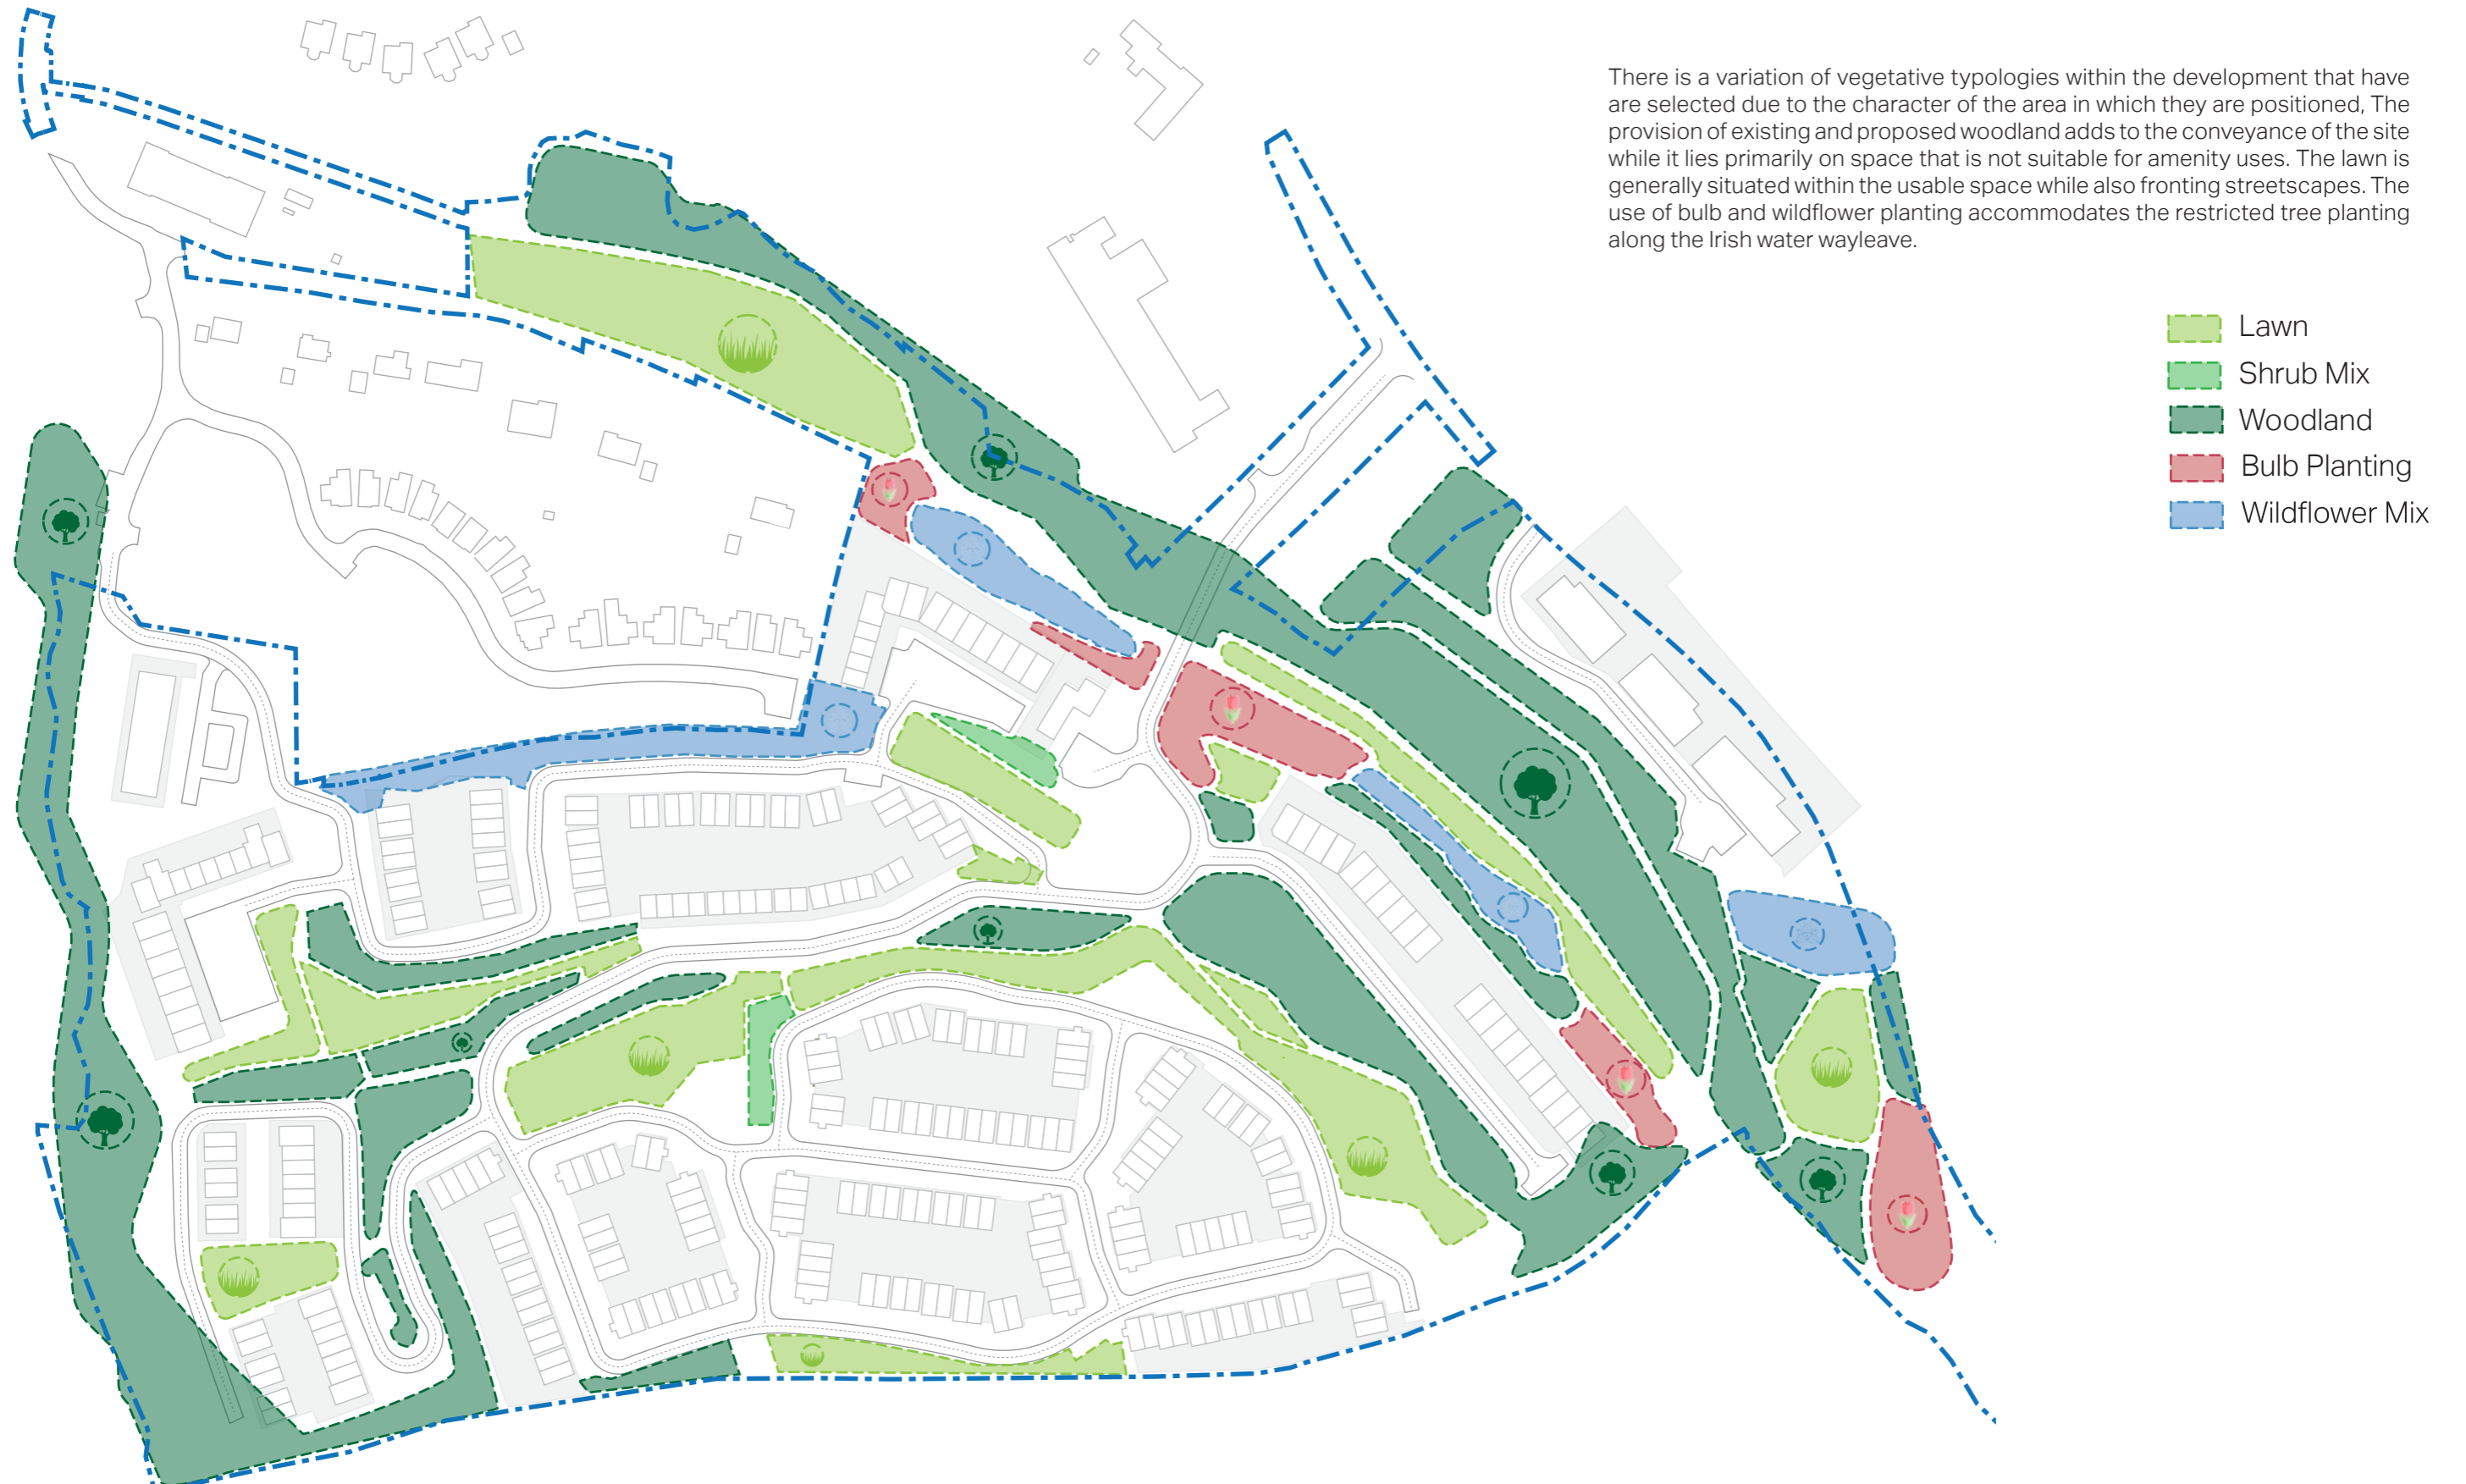 There is a variation of vegetative typologies within the development that have
are selected due to the character of the area in which they are positioned, The
provision of existing and proposed woodland adds to the conveyance of the site
while it lies primarily on space that is not suitable for amenity uses. The lawn is
generally situated within the usable space while also fronting streetscapes. The
use of bulb and wildflower planting accommodates the restricted tree planting
along the Irish water wayleave.
Lawn
Shrub Mix
Woodland
Bulb Planting
Wildflower Mix